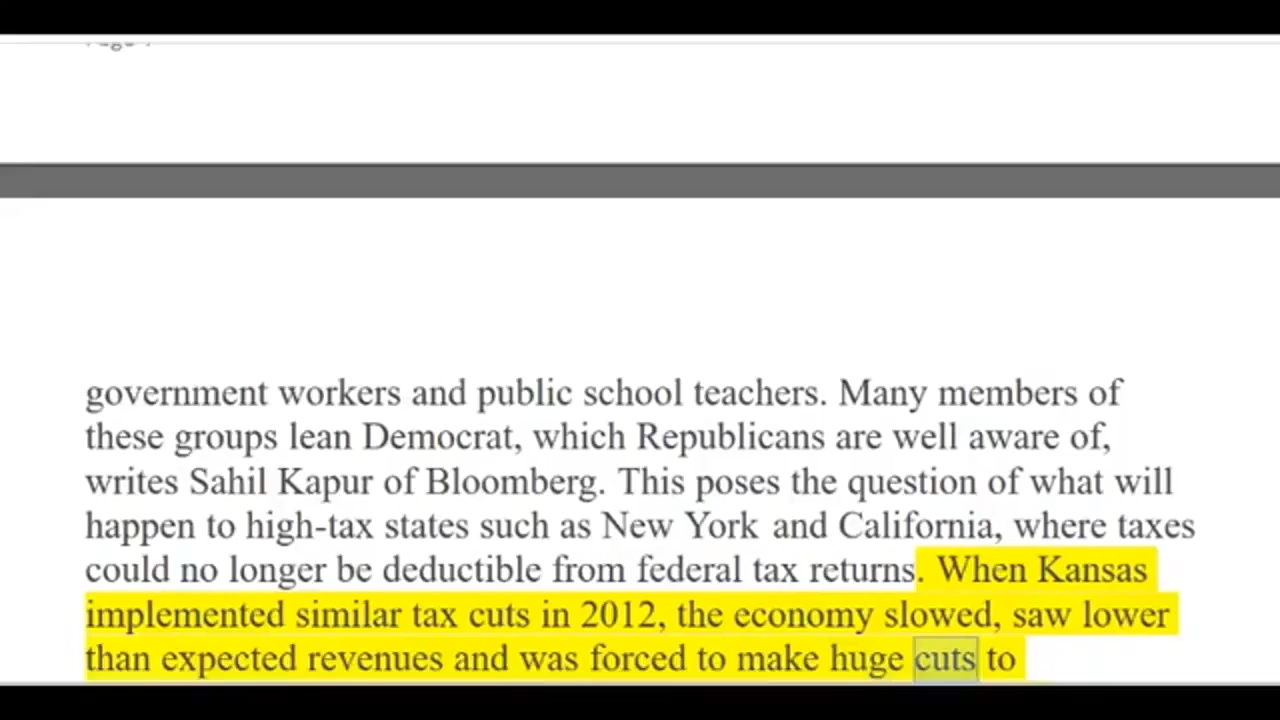 government workers and public school teachers. Many members of
these groups lean Democrat, which Republicans are well aware of,
writes Sahil Kapur of Bloomberg. This poses the question of what will
happen to high-tax states such as New York and California, where taxes
could no longer be deductible from federal tax returns. When Kansas
implemented similar tax cuts in 2012, the economy slowed, saw lower
than expected revenues and was forced to make huge cuts to